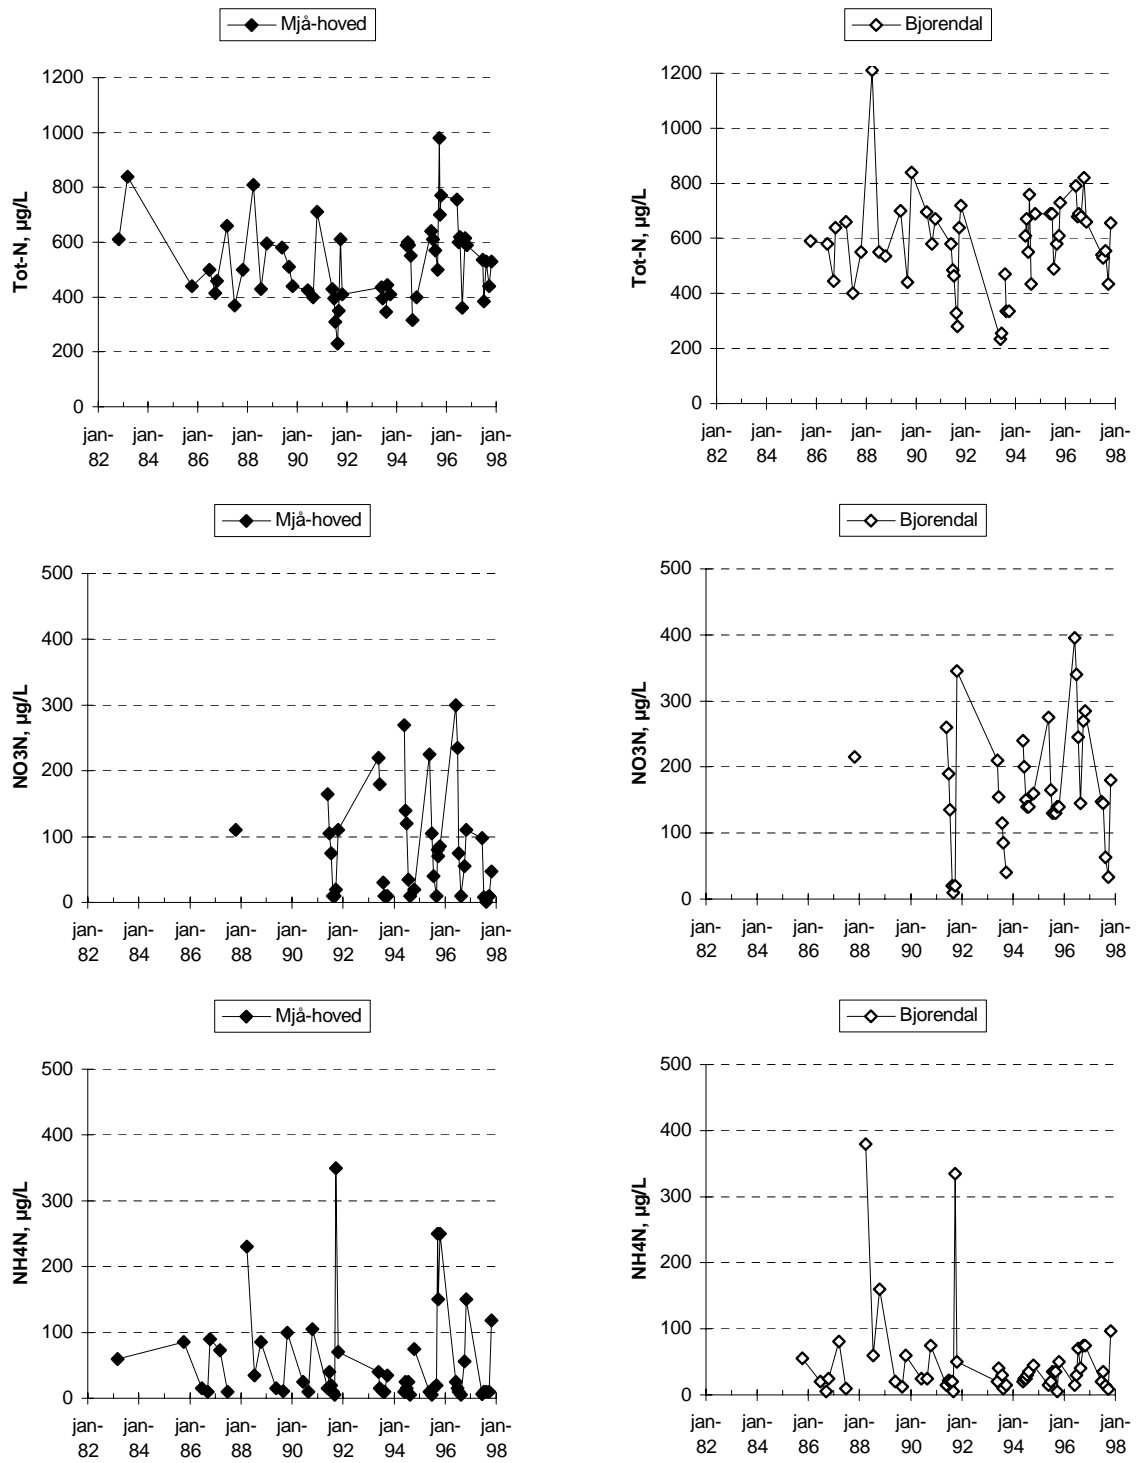 Mjå-hoved
Tot-N, µg/L
1200
1000
800
600
400
200
0
jan-82 jan-84 jan-86 jan-88 jan-90 jan-92 jan-94 jan-96 jan-98
Bjorendal
Tot-N, µg/L
1200
1000
800
600
400
200
0
jan-82 jan-84 jan-86 jan-88 jan-90 jan-92 jan-94 jan-96 jan-98
Mjå-hoved
NO3N, µg/L
500
400
300
200
100
0
jan-82 jan-84 jan-86 jan-88 jan-90 jan-92 jan-94 jan-96 jan-98
Bjorendal
NO3N, µg/L
500
400
300
200
100
0
jan-82 jan-84 jan-86 jan-88 jan-90 jan-92 jan-94 jan-96 jan-98
Mjå-hoved
NH4N, µg/L
500
400
300
200
100
0
jan-82 jan-84 jan-86 jan-88 jan-90 jan-92 jan-94 jan-96 jan-98
Bjorendal
NH4N, µg/L
500
400
300
200
100
0
jan-82 jan-84 jan-86 jan-88 jan-90 jan-92 jan-94 jan-96 jan-98